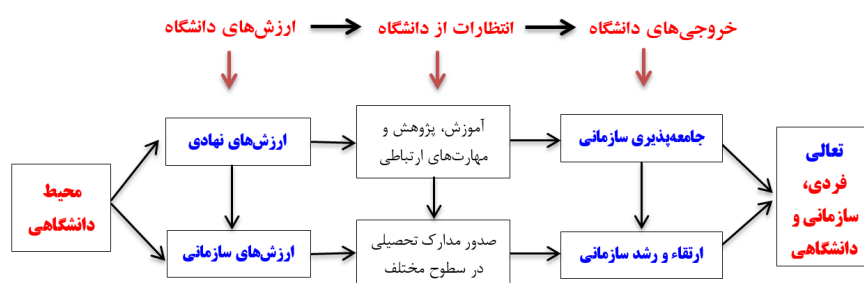 ارزش‌های دانشگاه
انتظارات از دانشگاه
خروجی‌های دانشگاه
محیط
دانشگاهی
ارزش‌های نهادی
آموزش، پژوهش و
مهارت‌های ارتباطی
جامعه‌پذیری سازمانی
ارزش‌های سازمانی
صدور مدارک تحصیلی
در سطوح مختلف
ارتقاء و رشد سازمانی
تعالی
فردی،
سازمانی و
دانشگاهی